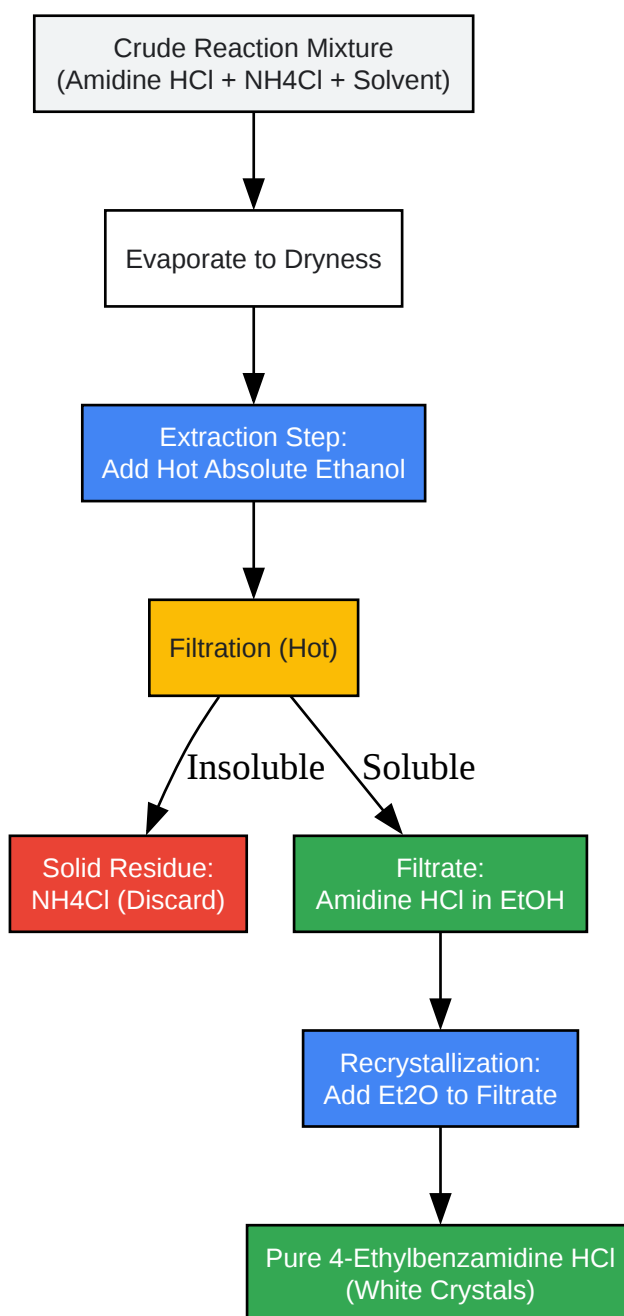 Crude Reaction Mixture
(Amidine HCl + NH4Cl + Solvent)
Evaporate to Dryness
Extraction Step:
Add Hot Absolute Ethanol
Filtration (Hot)
Insoluble
Soluble
Solid Residue:
NH4Cl (Discard)
Filtrate:
Amidine HCl in EtOH
Recrystallization:
Add Et2O to Filtrate
Pure 4-Ethylbenzamidine HCl
(White Crystals)